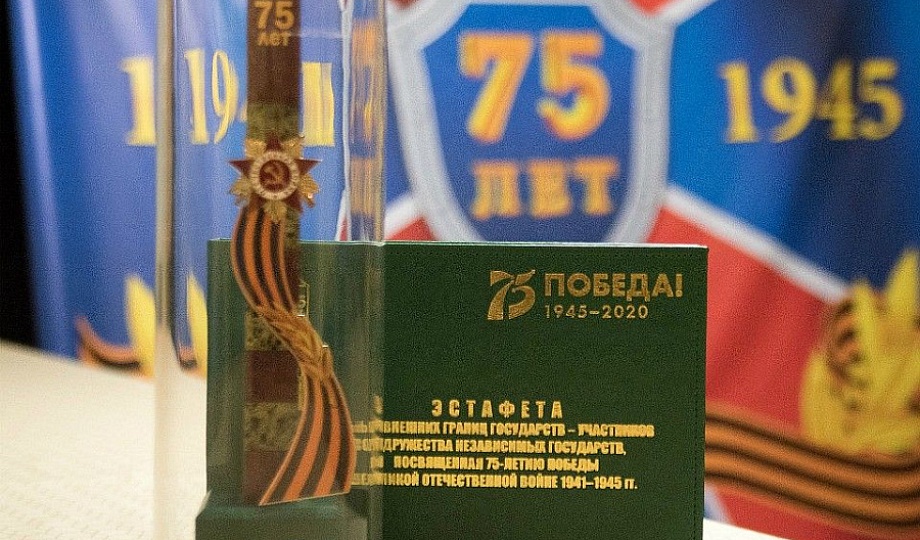 75
лет
75
ЛЕТ
1945
75 ПОБЕДА!
1945–2020
ЭСТАФЕТА
ГРАНИЦ ГОСУДАРСТВ – УЧАСТНИКОВ
НЕЗАВИСИМЫХ ГОСУДАРСТВ,
ПОСВЯЩЕННАЯ 75-ЛЕТИЮ ПОБЕДЫ
ОТЕЧЕСТВЕННОЙ ВОЙНЕ 1941–1945 гг.